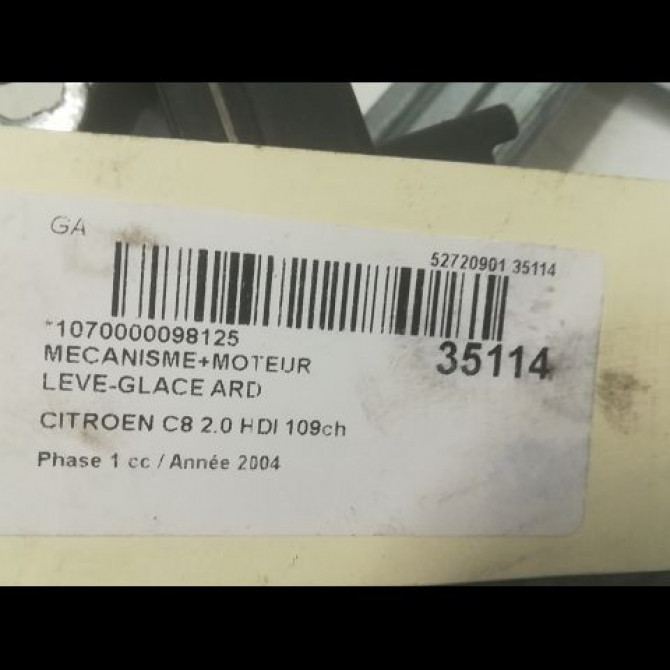 GA
52720901 35114
*1070000098125
35114
MECANISME+MOTEUR
LEVE-GLACE ARD
CITROEN C8 2.0 HDI 109ch
Phase 1 cc / Année 2004